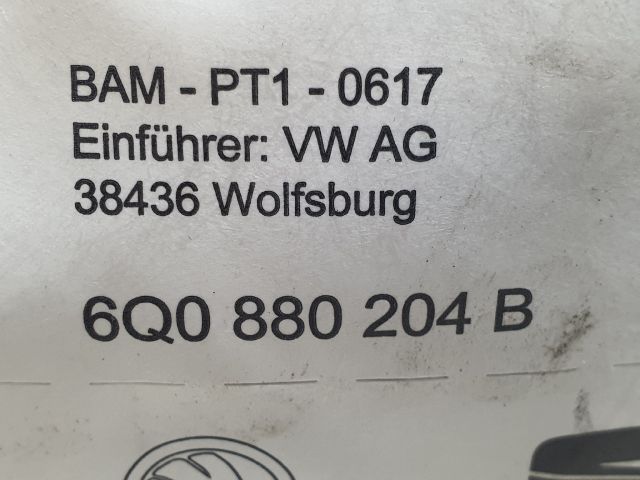 BAM - PT1 - 0617
Einführer: VW AG
38436 Wolfsburg
6Q0 880 204 B